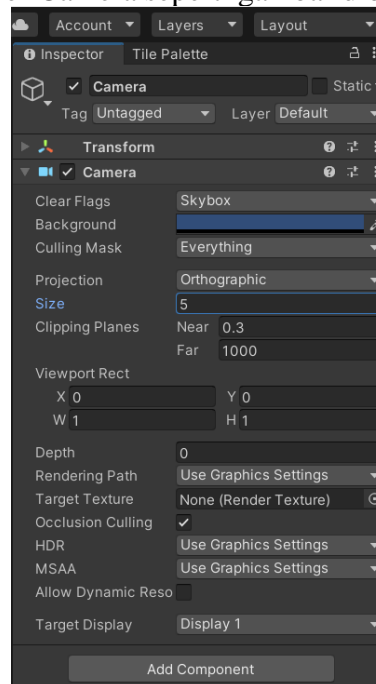 Account Layers Layout
Inspector Tile Palette
Camera Static
Tag Untagged Layer Default
Transform
Camera
Clear Flags Skybox
Background
Culling Mask Everything
Projection Orthographic
Size 5
Clipping Planes Near 0.3
Far 1000
Viewport Rect
X 0 Y 0
W 1 H 1
Depth 0
Rendering Path Use Graphics Settings
Target Texture None (Render Texture)
Occlusion Culling
HDR Use Graphics Settings
MSAA Use Graphics Settings
Allow Dynamic Reso
Target Display Display 1
Add Component